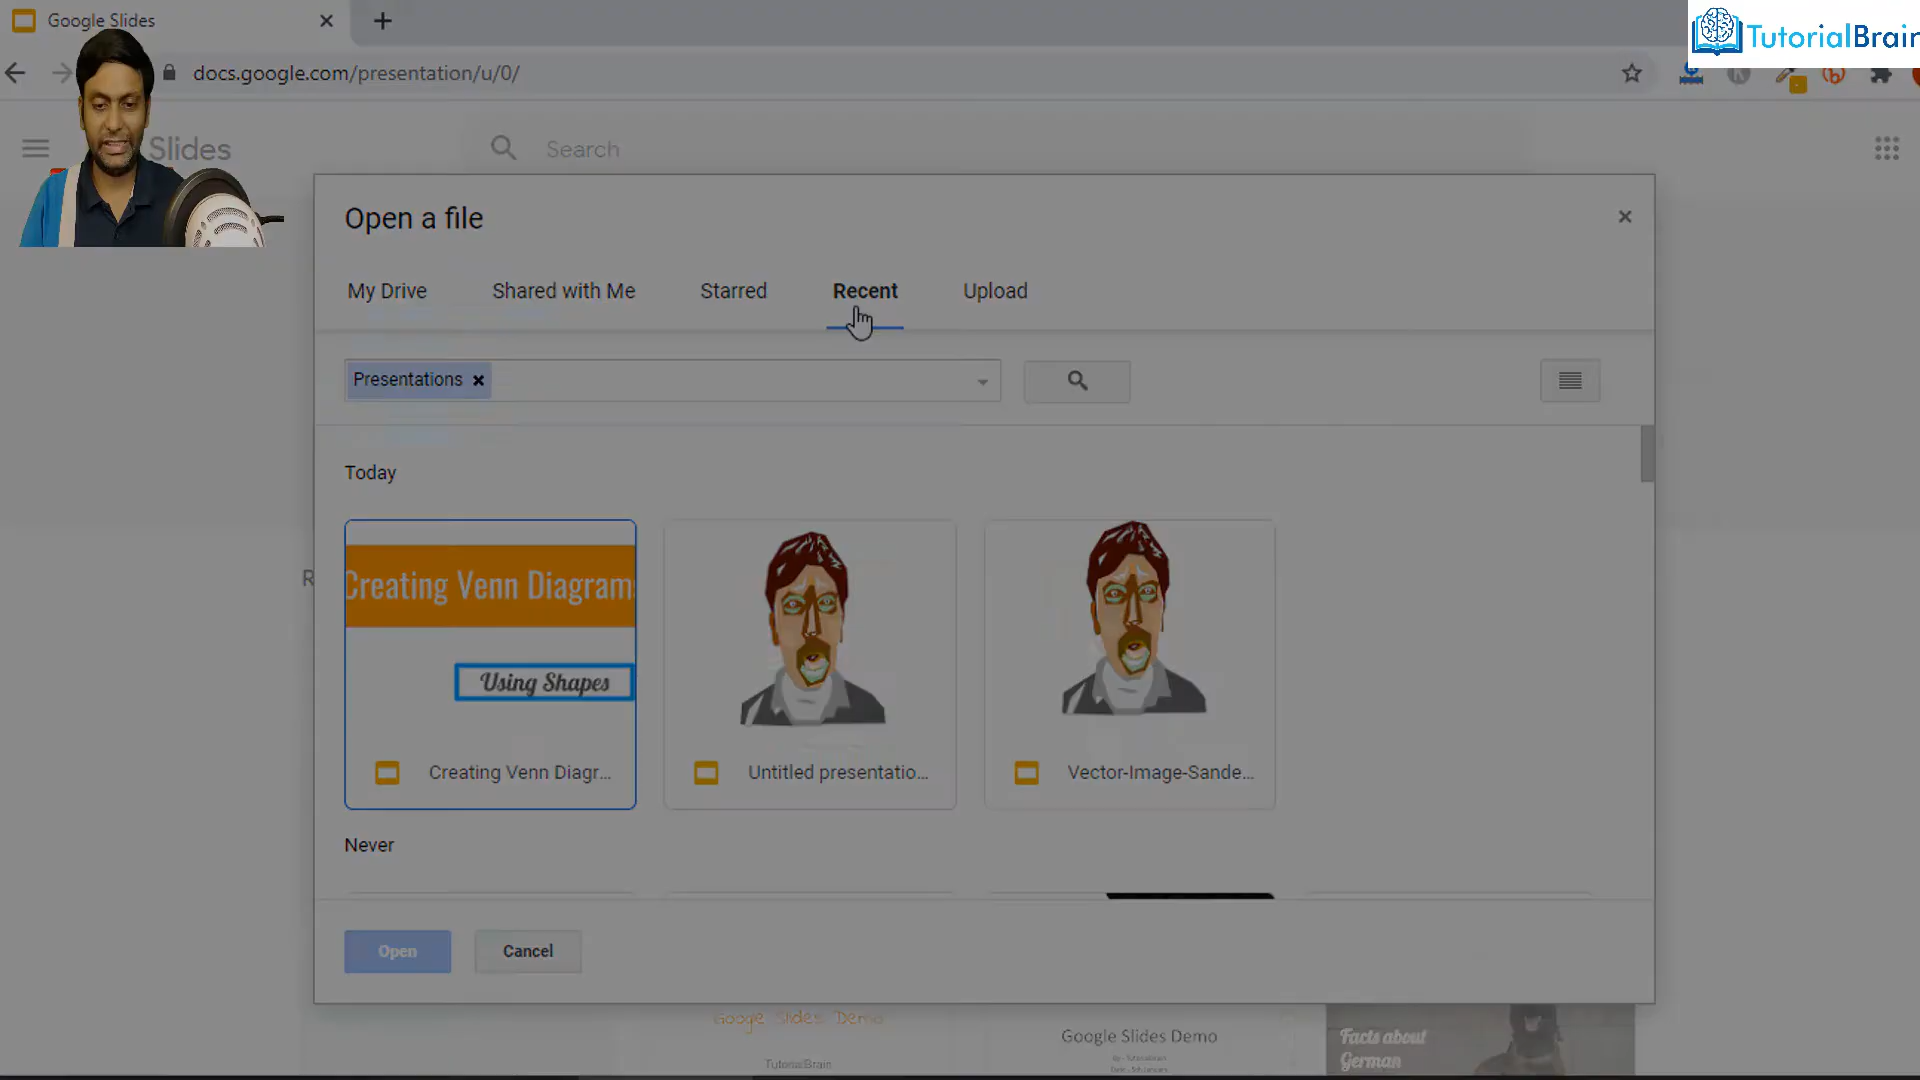 Google Slides
TutorialBrain
docs.google.com/presentation/u/0/
Slides
Search
Open a file
My Drive
Shared with Me
Starred
Recent
Upload
Presentations
Today
Creating Venn Diagrams
Using Shapes
Creating Venn Diagr...
Untitled presentatio...
Vector-Image-Sande...
Never
Open
Cancel
Google Slides Demo
TutorialBrain
Google Slides Demo
Facts about
German